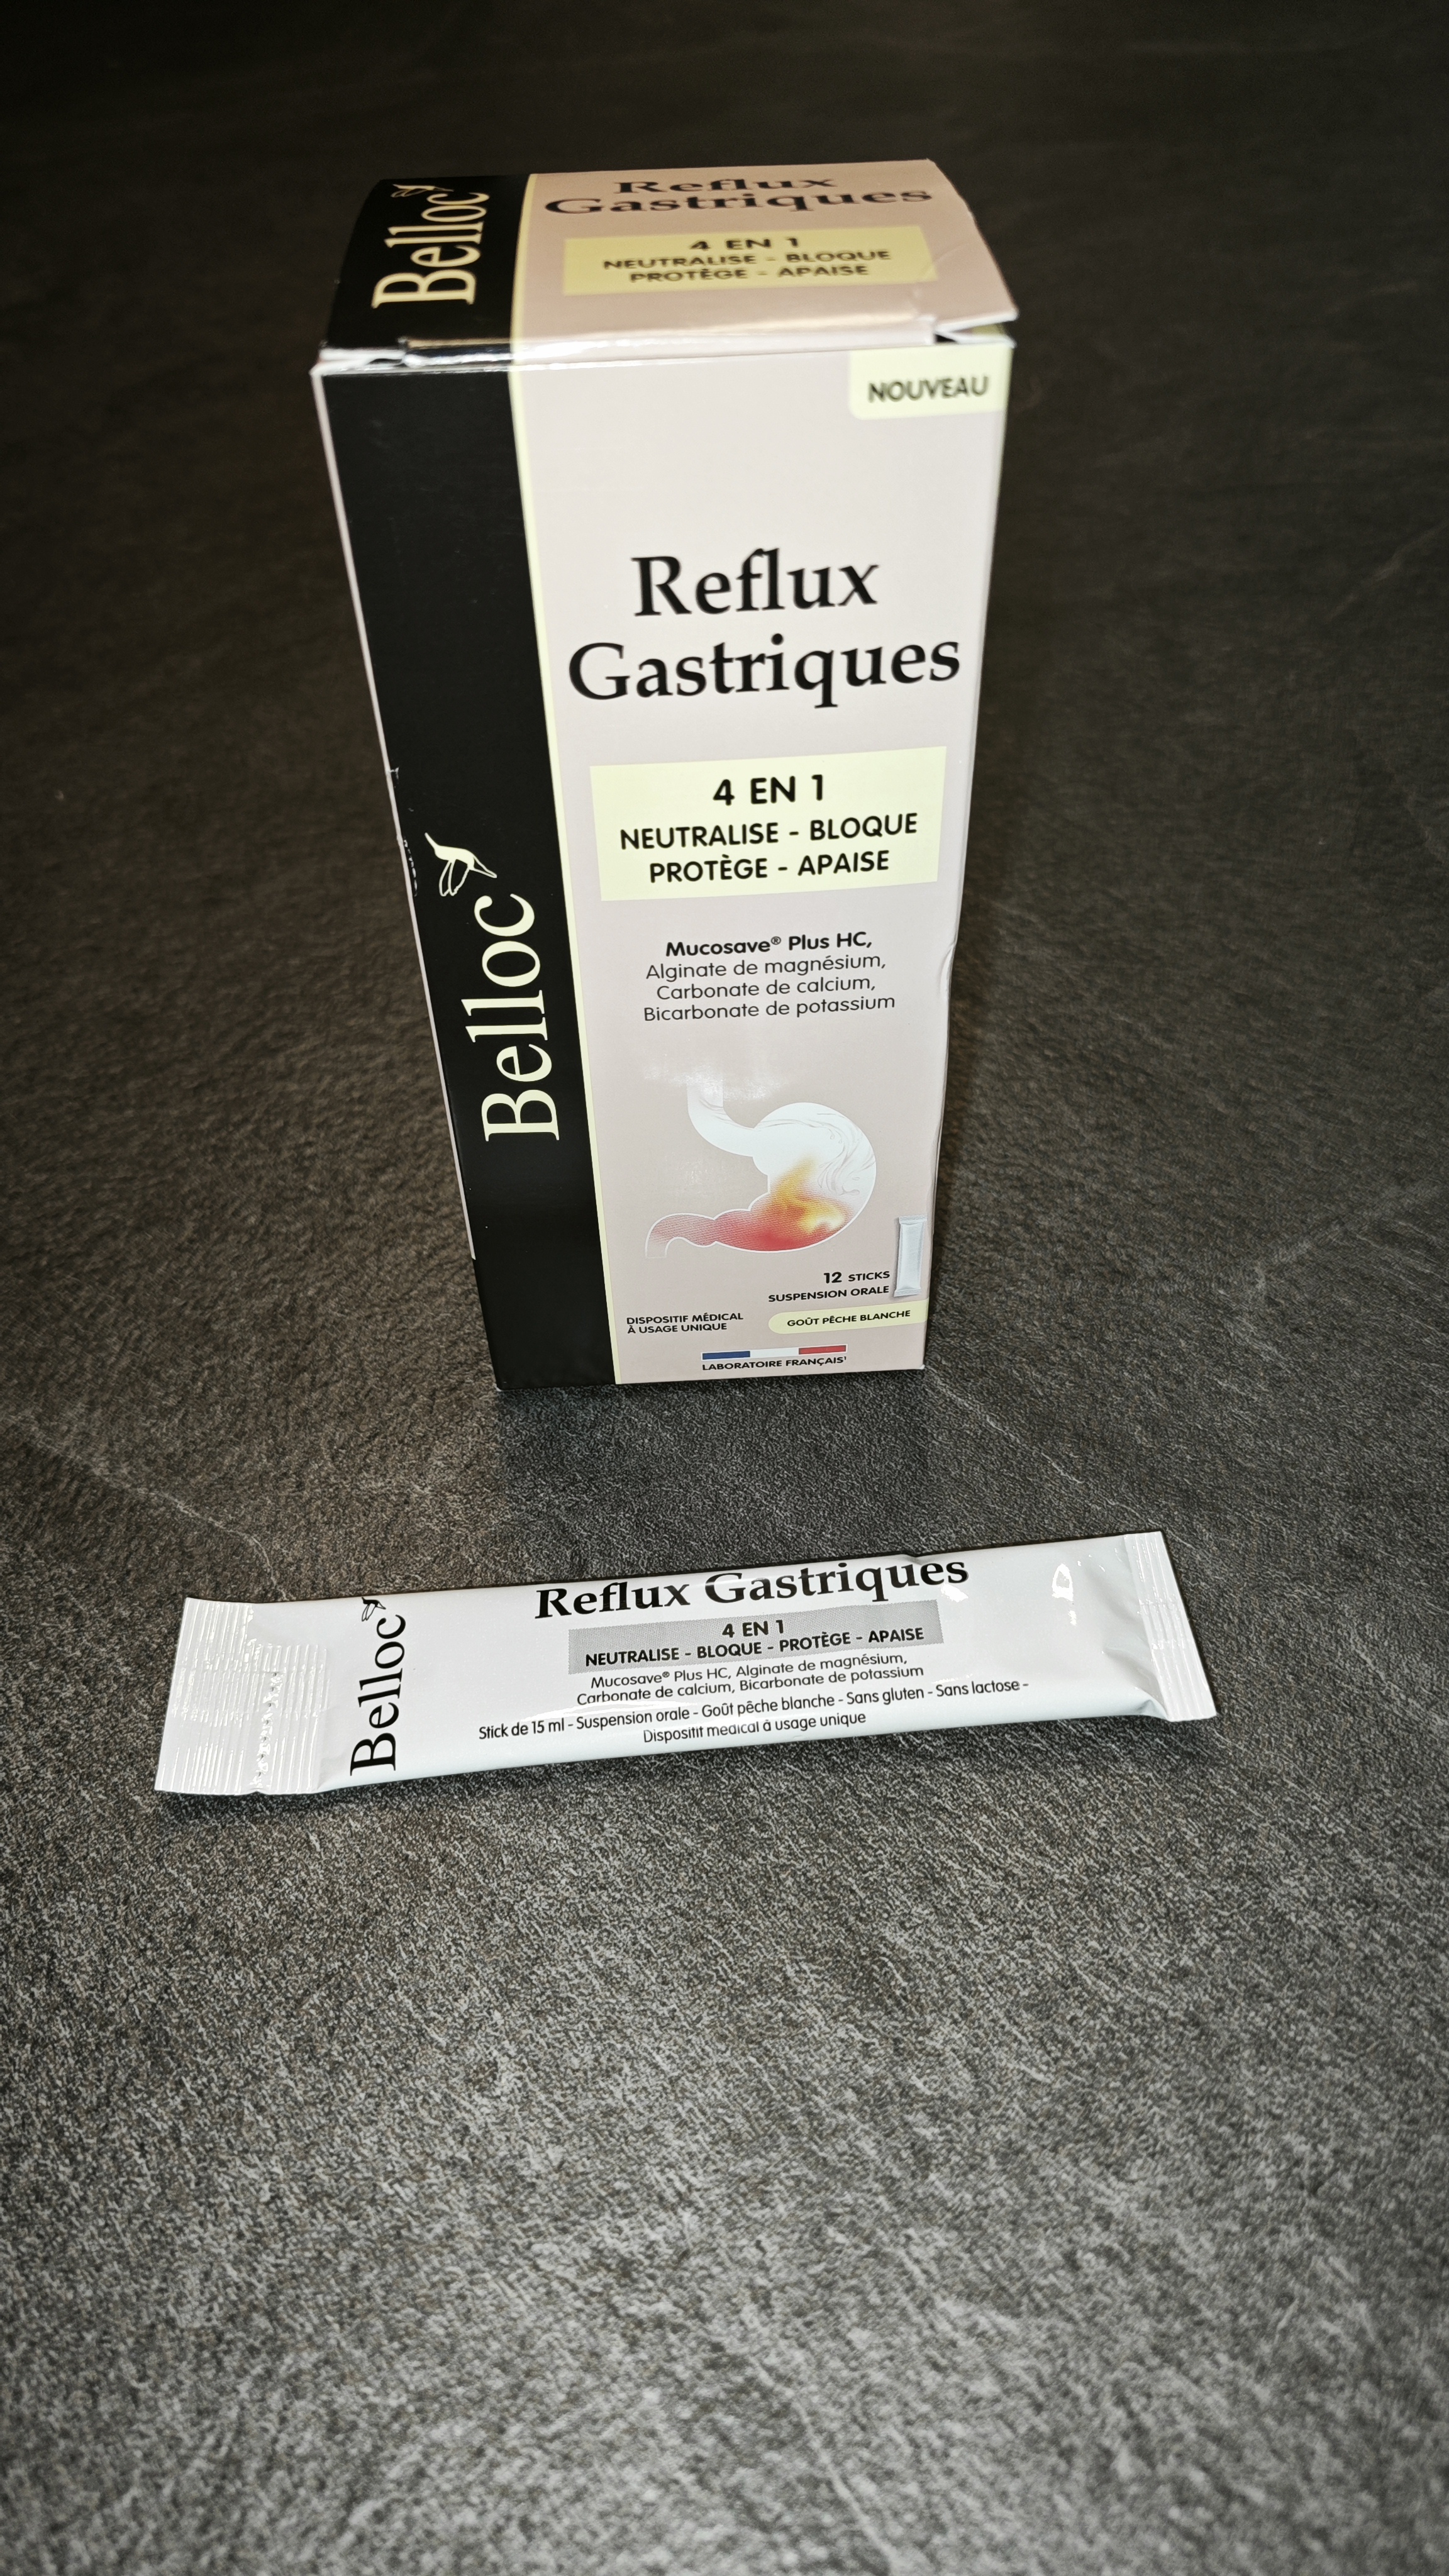 Belloc
Reflux
Gastriques
4 EN 1
NEUTRALISE - BLOQUE
PROTÈGE - APAISE
NOUVEAU
Reflux
Gastriques
4 EN 1
NEUTRALISE - BLOQUE
PROTÈGE - APAISE
Mucosave® Plus HC,
Alginate de magnésium,
Carbonate de calcium,
Bicarbonate de potassium
Belloc
12 STICKS
SUSPENSION ORALE
GOÛT PÊCHE BLANCHE
DISPOSITIF MÉDICAL
À USAGE UNIQUE
LABORATOIRE FRANÇAIS¹
Belloc
Reflux Gastriques
4 EN 1
NEUTRALISE - BLOQUE - PROTÈGE - APAISE
Mucosave® Plus HC, Alginate de magnésium,
Carbonate de calcium, Bicarbonate de potassium
Stick de 15 ml - Suspension orale - Goût pêche blanche - Sans gluten - Sans lactose -
Dispositif médical à usage unique